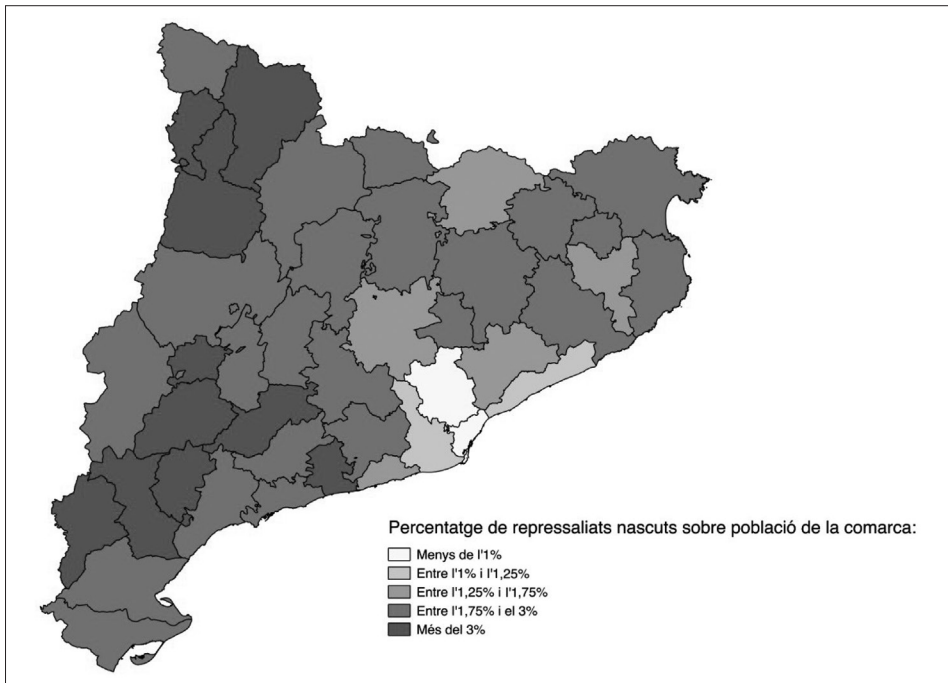 Percentatge de repressaliats nascuts sobre població de la comarca:
Menys de l'1%
Entre l'1% i l'1,25%
Entre l'1,25% i l'1,75%
Entre l'1,75% i el 3%
Més del 3%